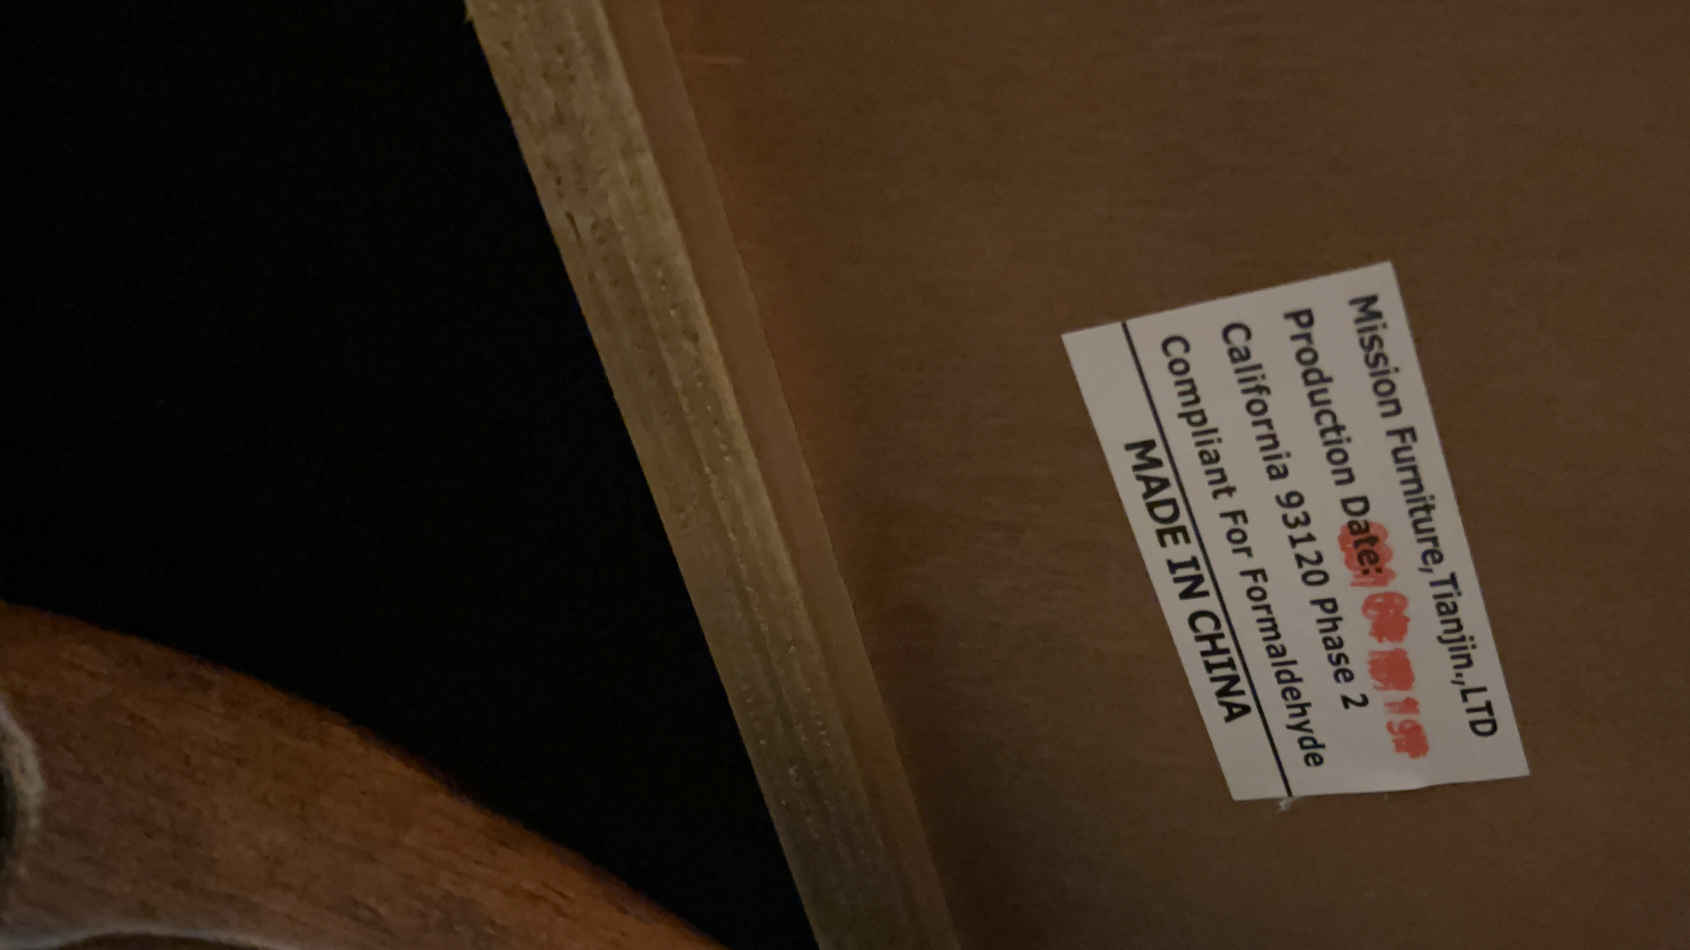 Mission Furniture,Tianjin.,LTD
Production Date:
California 93120 Phase 2
Compliant For Formaldehyde
MADE IN CHINA